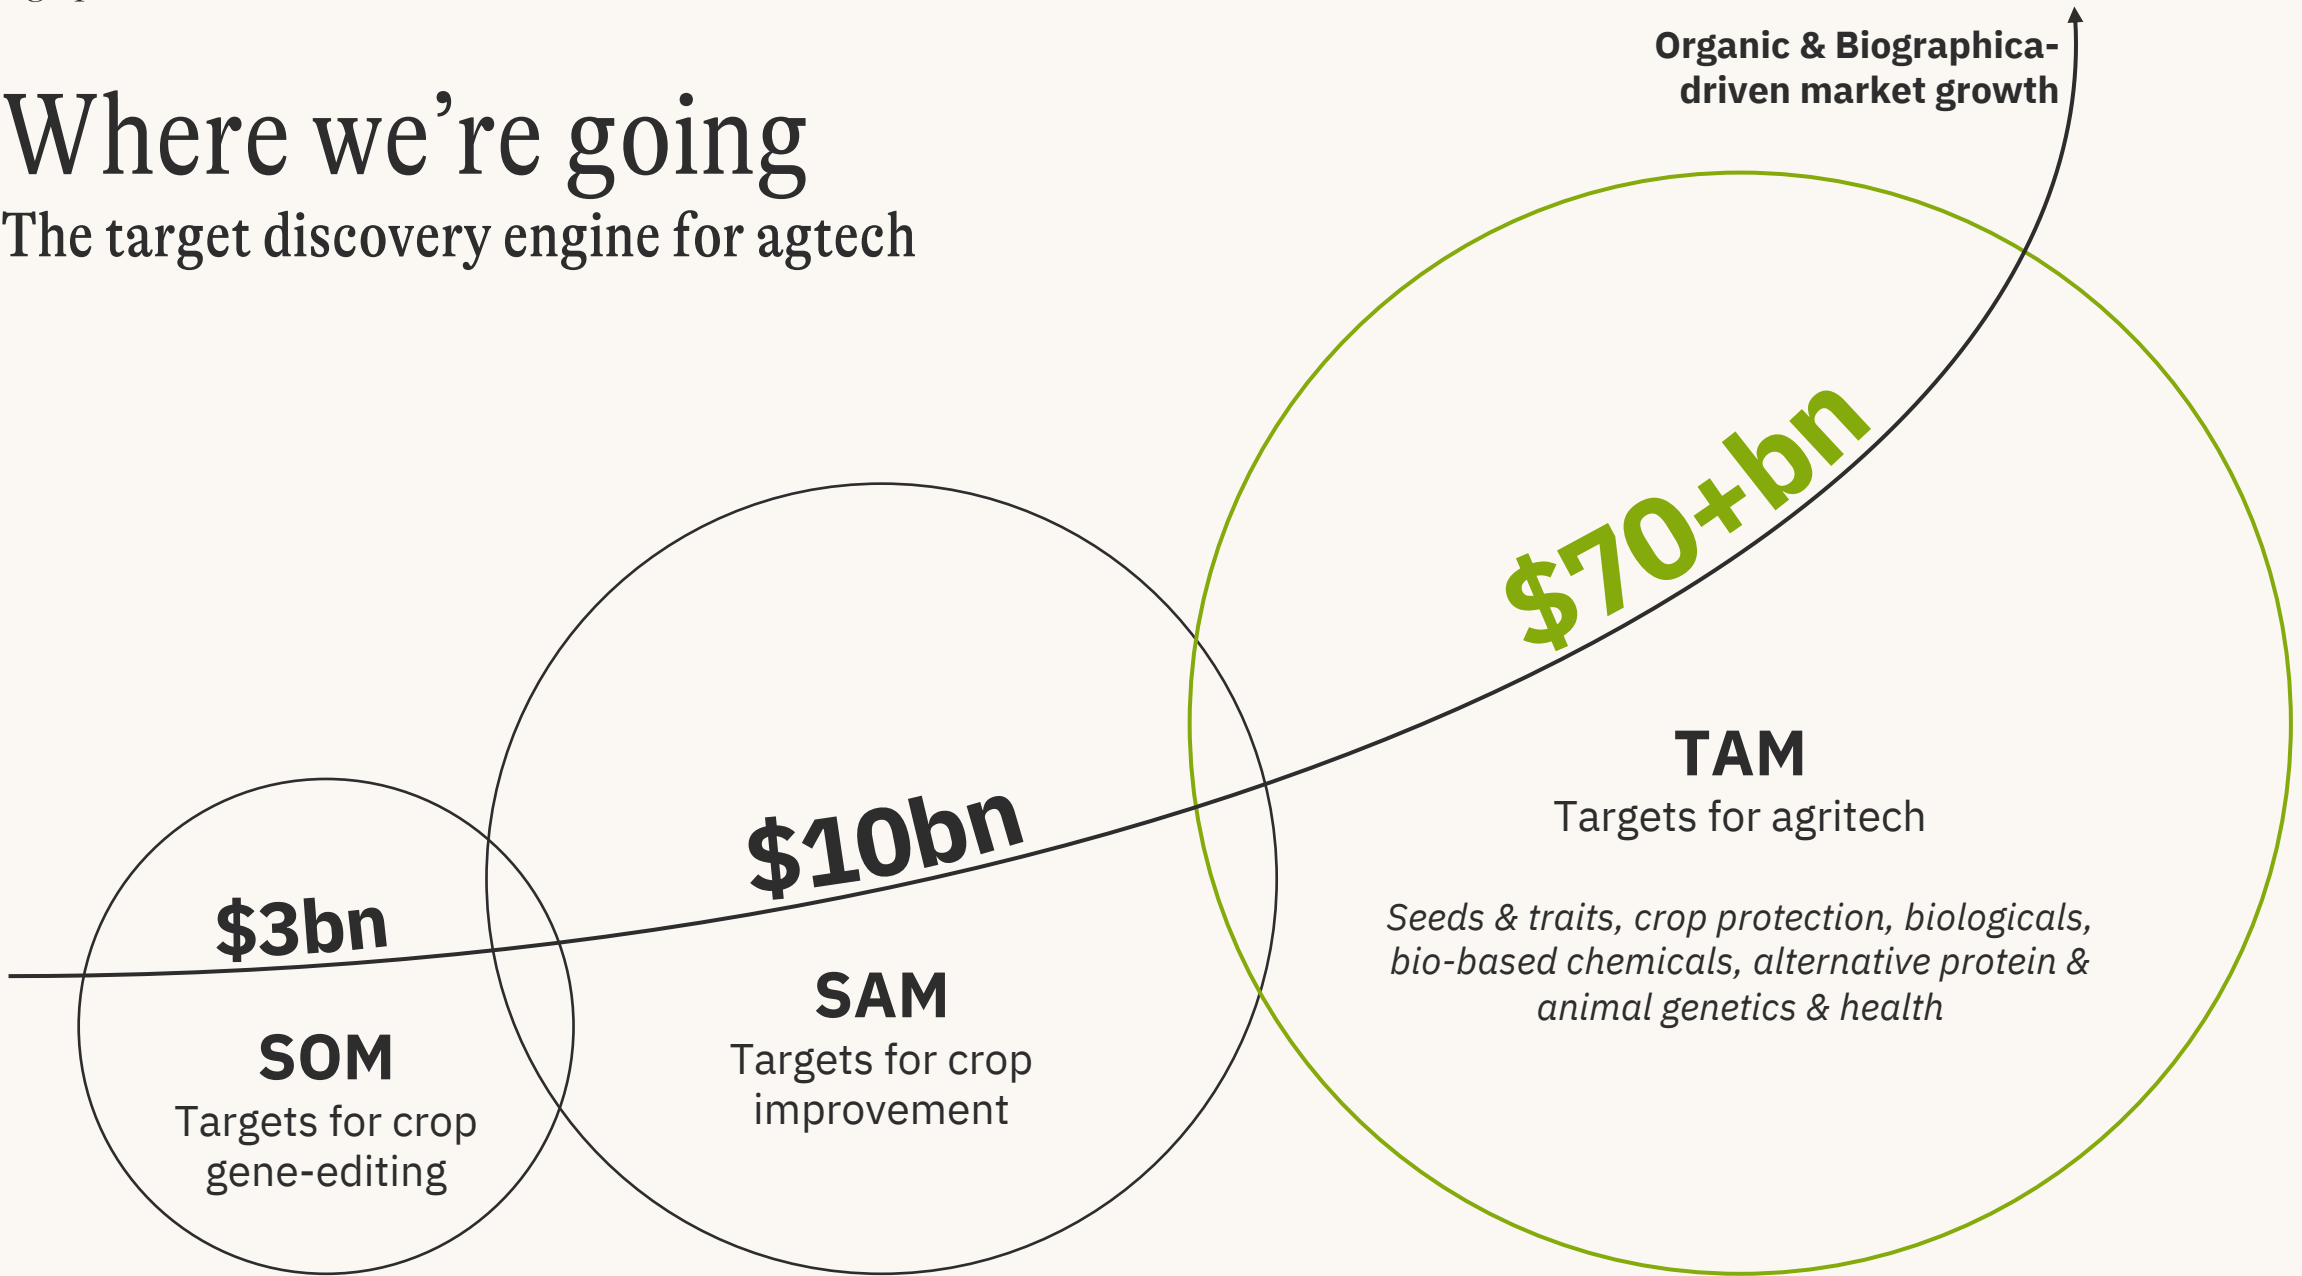 Where we’re going
The target discovery engine for agtech
Organic & Biographica-
driven market growth
$3bn
SOM
Targets for crop
gene-editing
$10bn
SAM
Targets for crop
improvement
$70+bn
TAM
Targets for agritech
Seeds & traits, crop protection, biologicals,
bio-based chemicals, alternative protein &
animal genetics & health